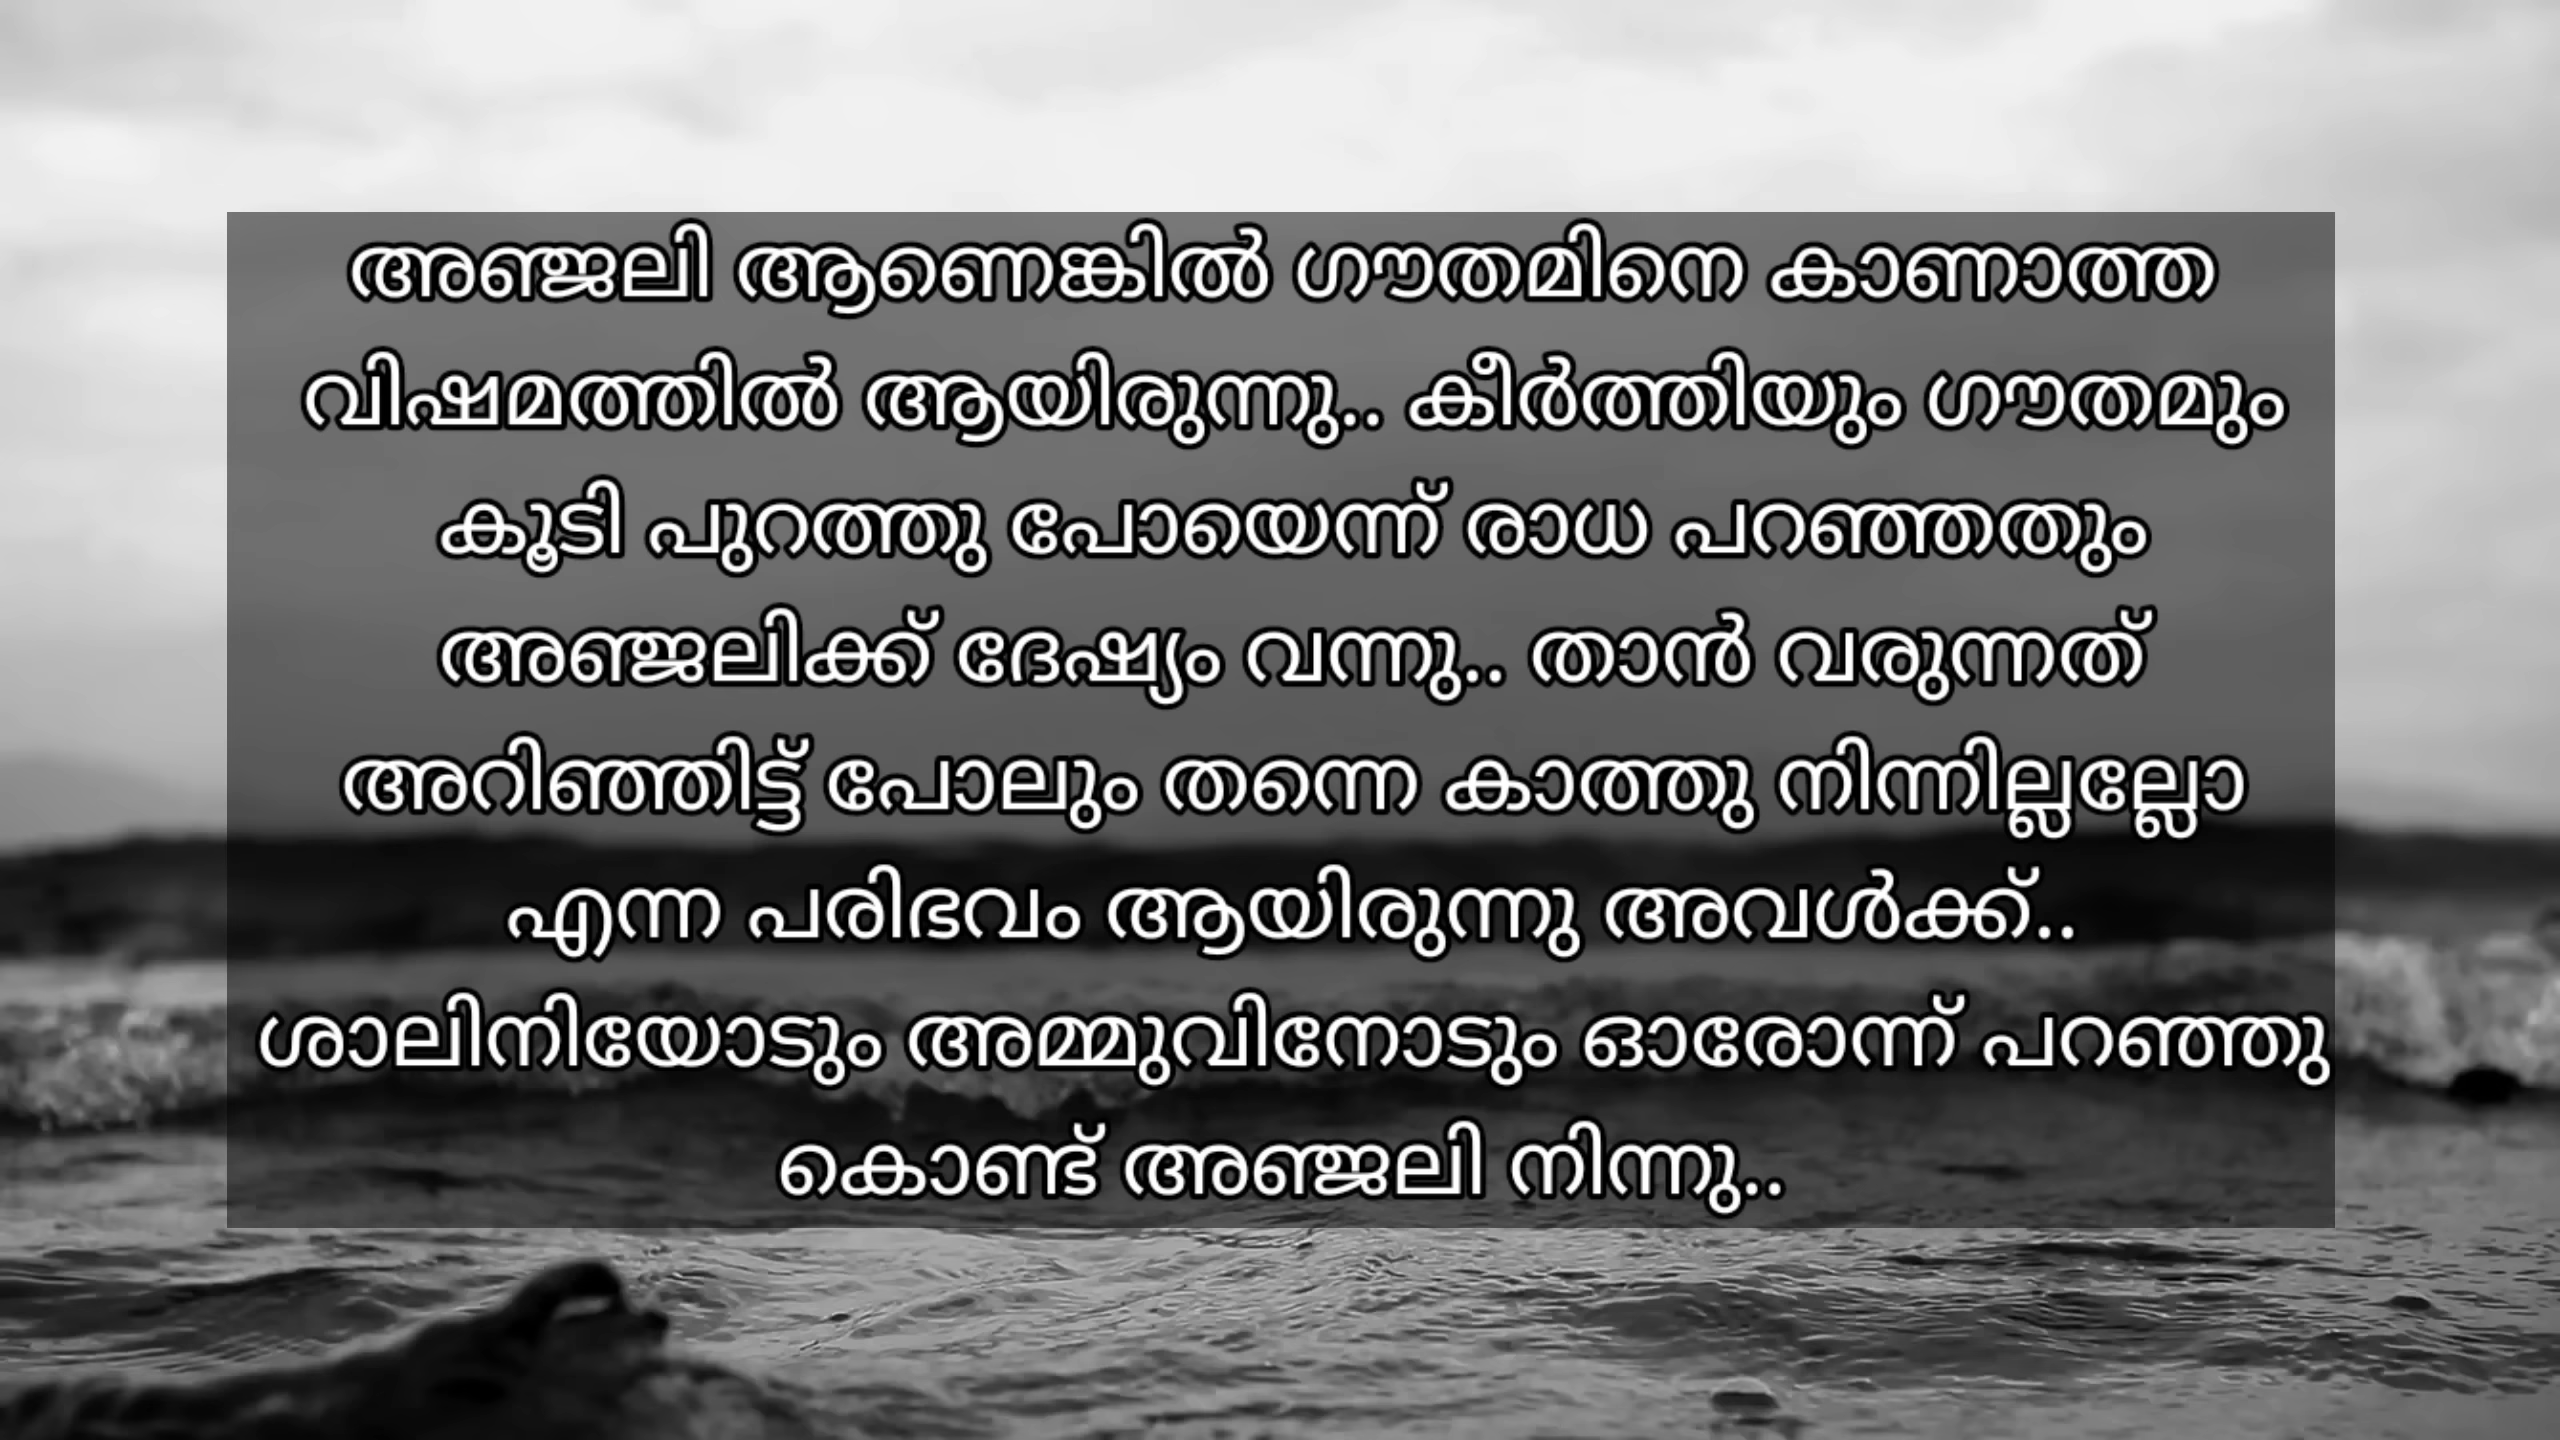 അഞ്ജലി ആണെങ്കിൽ ഗൗതമിനെ കാണാത്ത
വിഷമത്തിൽ ആയിരുന്നു.. കീർത്തിയും ഗൗതമും
കൂടി പുറത്തു പോയെന്ന് രാധ പറഞ്ഞതും
അഞ്ജലിക്ക് ദേഷ്യം വന്നു.. താൻ വരുന്നത്
അറിഞ്ഞിട്ട് പോലും തന്നെ കാത്തു നിന്നില്ലല്ലോ
എന്ന പരിഭവം ആയിരുന്നു അവൾക്ക്..
ശാലിനിയോടും അമ്മുവിനോടും ഓരോന്ന് പറഞ്ഞു
കൊണ്ട് അഞ്ജലി നിന്നു..